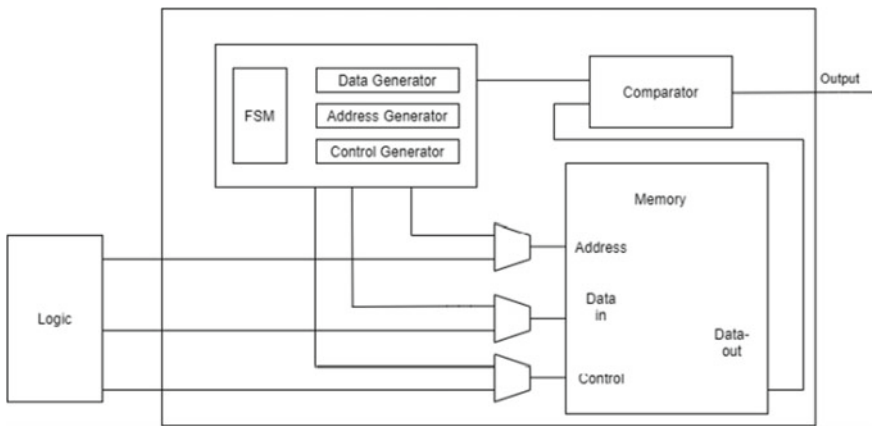 Data Generator
FSM
Address Generator
Control Generator
Comparator
Output
Memory
Address
Logic
Data
in
Data-
out
Control